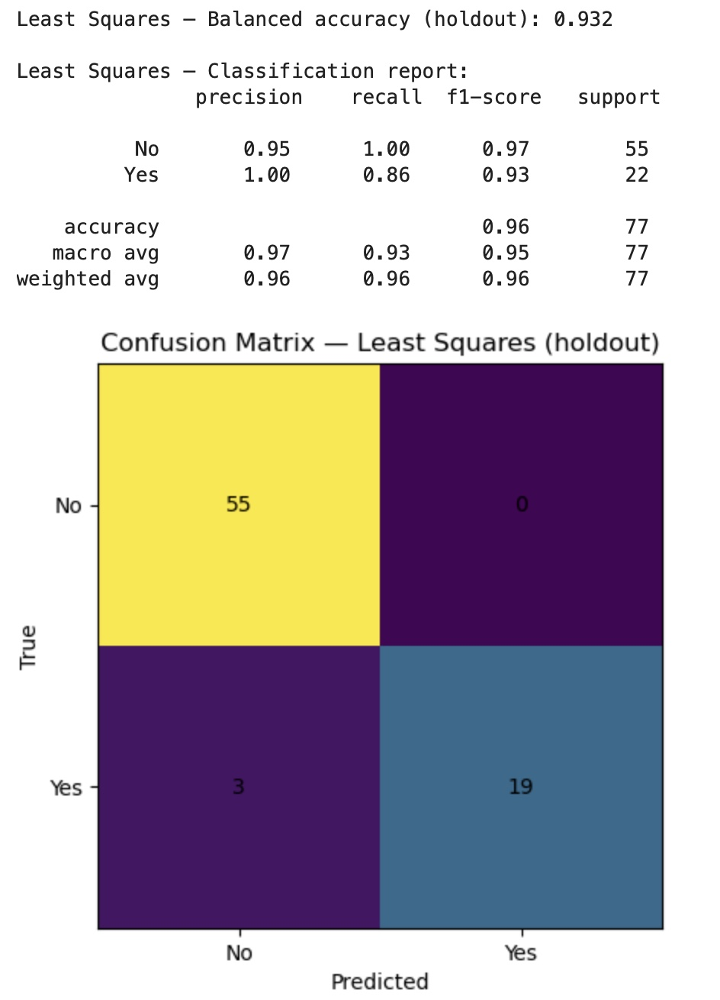 Least Squares — Balanced accuracy (holdout): 0.932
Least Squares — Classification report:
precision recall f1-score support
No 0.95 1.00 0.97 55
Yes 1.00 0.86 0.93 22
accuracy 0.96 77
macro avg 0.97 0.93 0.95 77
weighted avg 0.96 0.96 0.96 77
Confusion Matrix — Least Squares (holdout)
No 55 0
True
Yes 3 19
No Yes
Predicted